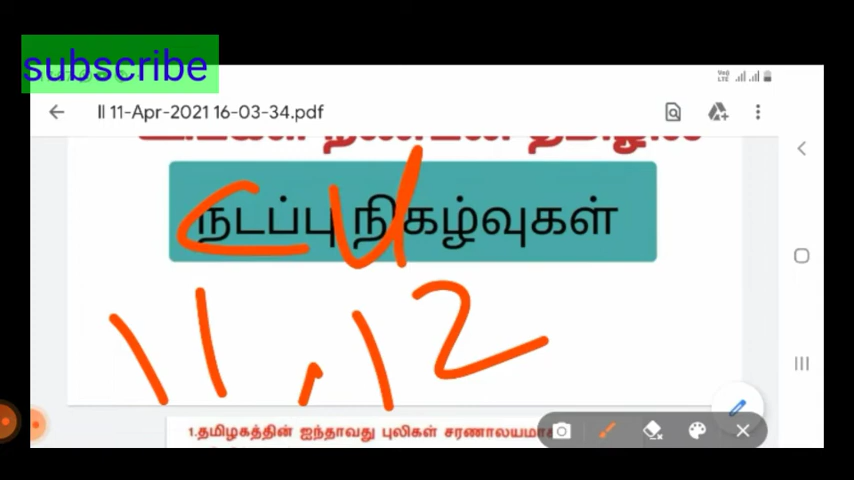 subscribe
VoLTE
|| 11-Apr-2021 16-03-34.pdf
நடப்பு நிகழ்வுகள்
CU
11, 12
1.தமிழகத்தின் ஐந்தாவது புலிகள் சரணாலயமாக